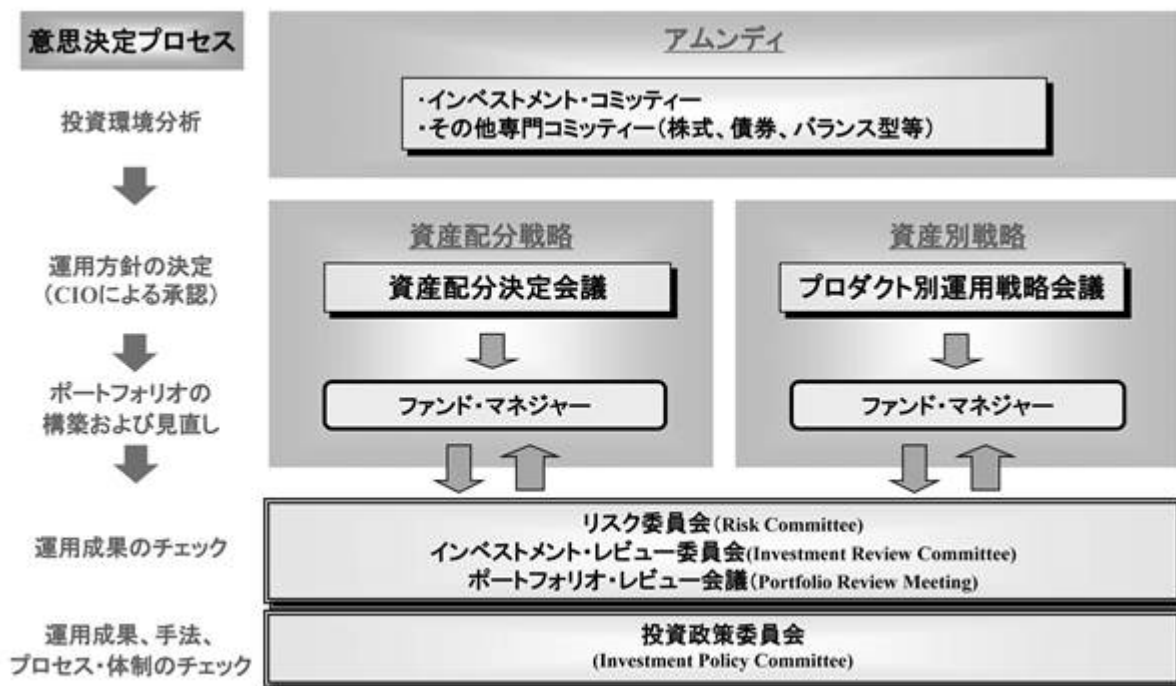 意思決定プロセス
投資環境分析
運用方針の決定
(CIOによる承認)
ポートフォリオの
構築および見直し
運用成果のチェック
運用成果、手法、
プロセス・体制のチェック
アムンディ
・インベストメント・コミッティー
・その他専門コミッティー(株式、債券、バランス型等)
資産配分戦略
資産配分決定会議
ファンド・マネジャー
資産別戦略
プロダクト別運用戦略会議
ファンド・マネジャー
リスク委員会(Risk Committee)
インベストメント・レビュー委員会(Investment Review Committee)
ポートフォリオ・レビュー会議(Portfolio Review Meeting)
投資政策委員会
(Investment Policy Committee)